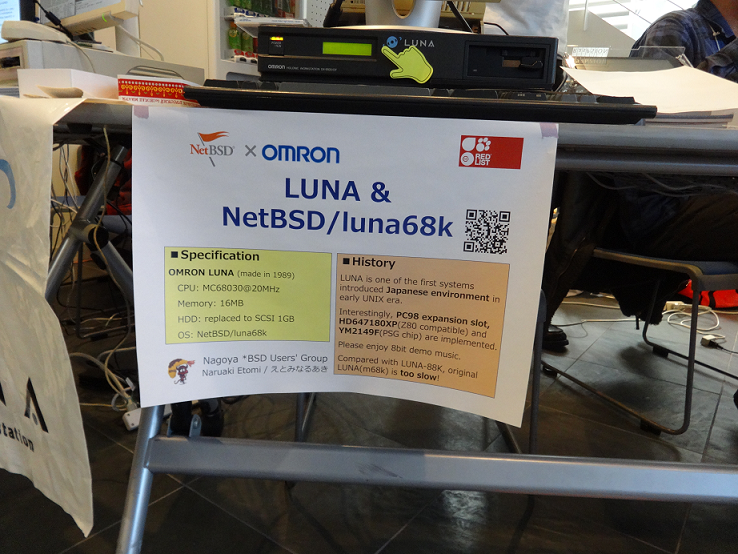 LUNA
OMRON
NetBSD × OMRON
RED LIST
LUNA &
NetBSD/luna68k
■ Specification
OMRON LUNA (made in 1989)
CPU: MC68030@20MHz
Memory: 16MB
HDD: replaced to SCSI 1GB
OS: NetBSD/luna68k
■ History
LUNA is one of the first systems
introduced Japanese environment in
early UNIX era.
Interestingly, PC98 expansion slot,
HD647180XP(Z80 compatible) and
YM2149F(PSG chip) are implemented.
Please enjoy 8bit demo music.
Compared with LUNA-88K, original
LUNA(m68k) is too slow!
Nagoya *BSD Users' Group
Naruaki Etomi / えとみなるあき
A
station